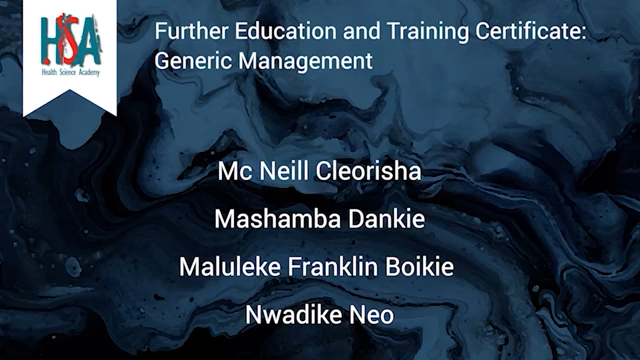 HSA
Health Science Academy
Further Education and Training Certificate:
Generic Management
Mc Neill Cleorisha
Mashamba Dankie
Maluleke Franklin Boikie
Nwadike Neo